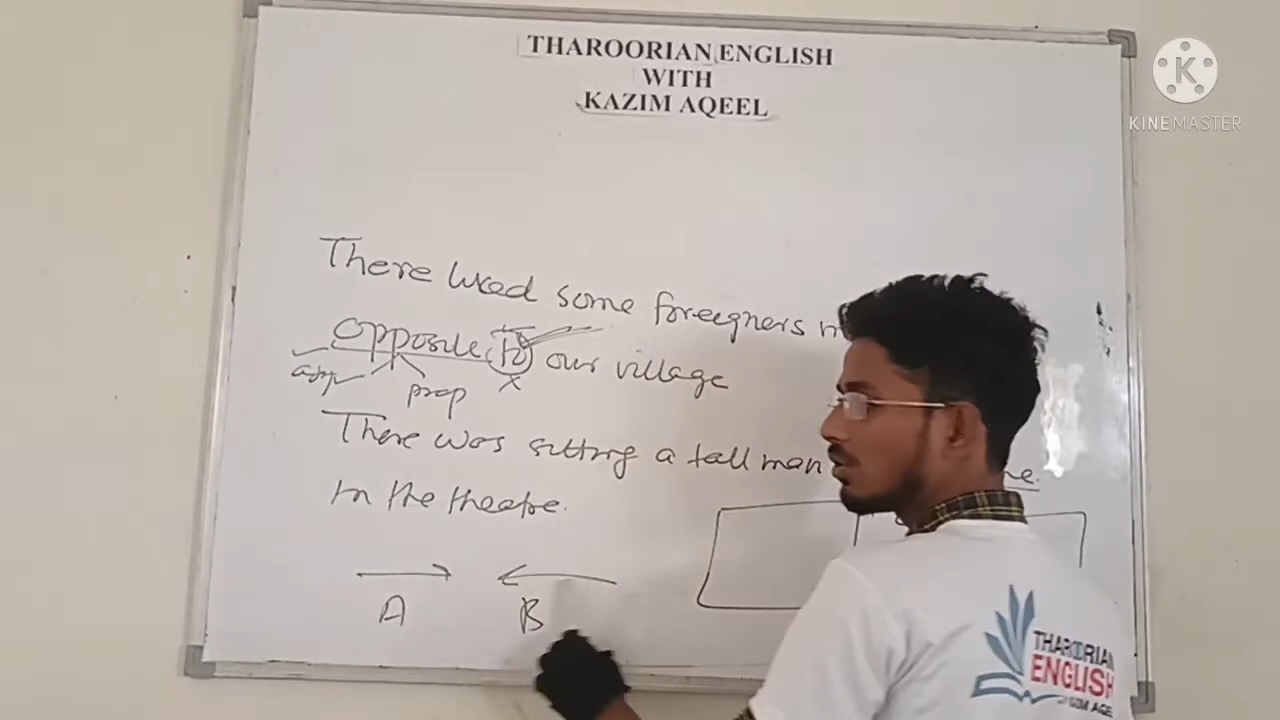 THAROORIAN ENGLISH
WITH
KAZIM AQEEL
KINEMASTER
There lived some foreigners
opposite to our village
prep
There was sitting a tall man
in the theatre.
A
B
THAROORIAN
ENGLISH